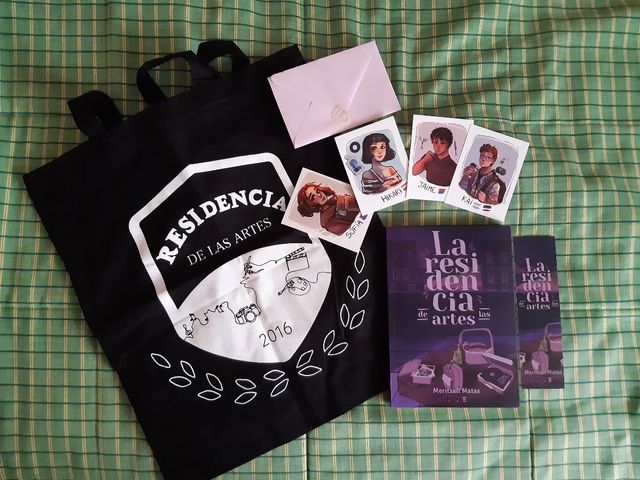 RESIDENCIA
DE LAS ARTES
2016
SOFÍA
HIKARI
JAIME
KAI
La
resi
den
cia
de las
artes
Meritxell Matas
La
resi
den
cia
de las
artes
Meritxell Matas